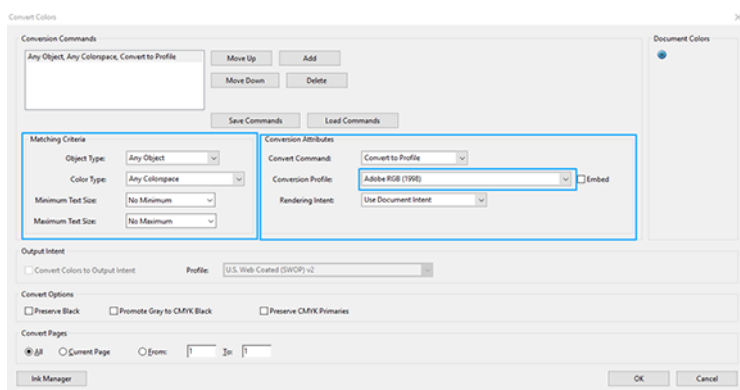 Convert Colors
Conversion Commands
Document Colors
Any Object, Any Colorspace, Convert to Profile
Move Up
Add
Move Down
Delete
Save Commands
Load Commands
Matching Criteria
Conversion Attributes
Object Type:
Any Object
Convert Command:
Convert to Profile
Color Type:
Any Colorspace
Conversion Profile:
Adobe RGB (1998)
Embed
Minimum Text Size:
No Minimum
Rendering Intent:
Use Document Intent
Maximum Text Size:
No Maximum
Output Intent
Convert Colors to Output Intent
Profile:
U.S. Web Coated (SWOP) v2
Convert Options
Preserve Black
Promote Gray to CMYK Black
Preserve CMYK Primaries
Convert Pages
All
Current Page
From:
1
To:
1
Ink Manager
OK
Cancel